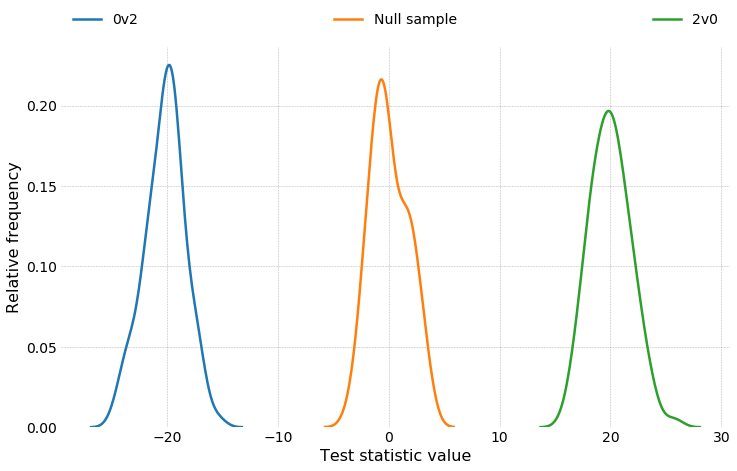 0v2 Null sample 2v0
Relative frequency
0.20
0.15
0.10
0.05
0.00
−20 −10 0 10 20 30
Test statistic value